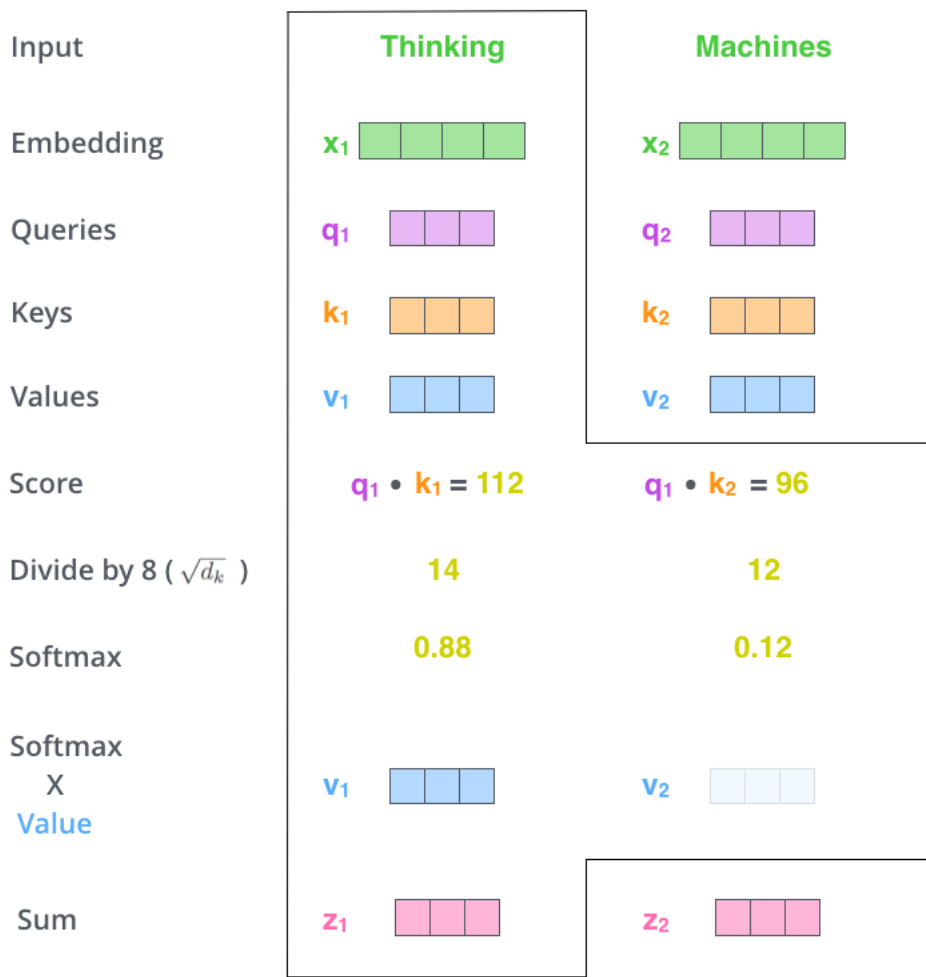 Input Thinking Machines
Embedding x₁ x₂
Queries q₁ q₂
Keys k₁ k₂
Values v₁ v₂
Score q₁ • k₁ = 112 q₁ • k₂ = 96
Divide by 8 ( √dₖ ) 14 12
Softmax 0.88 0.12
Softmax
X
Value v₁ v₂
Sum z₁ z₂